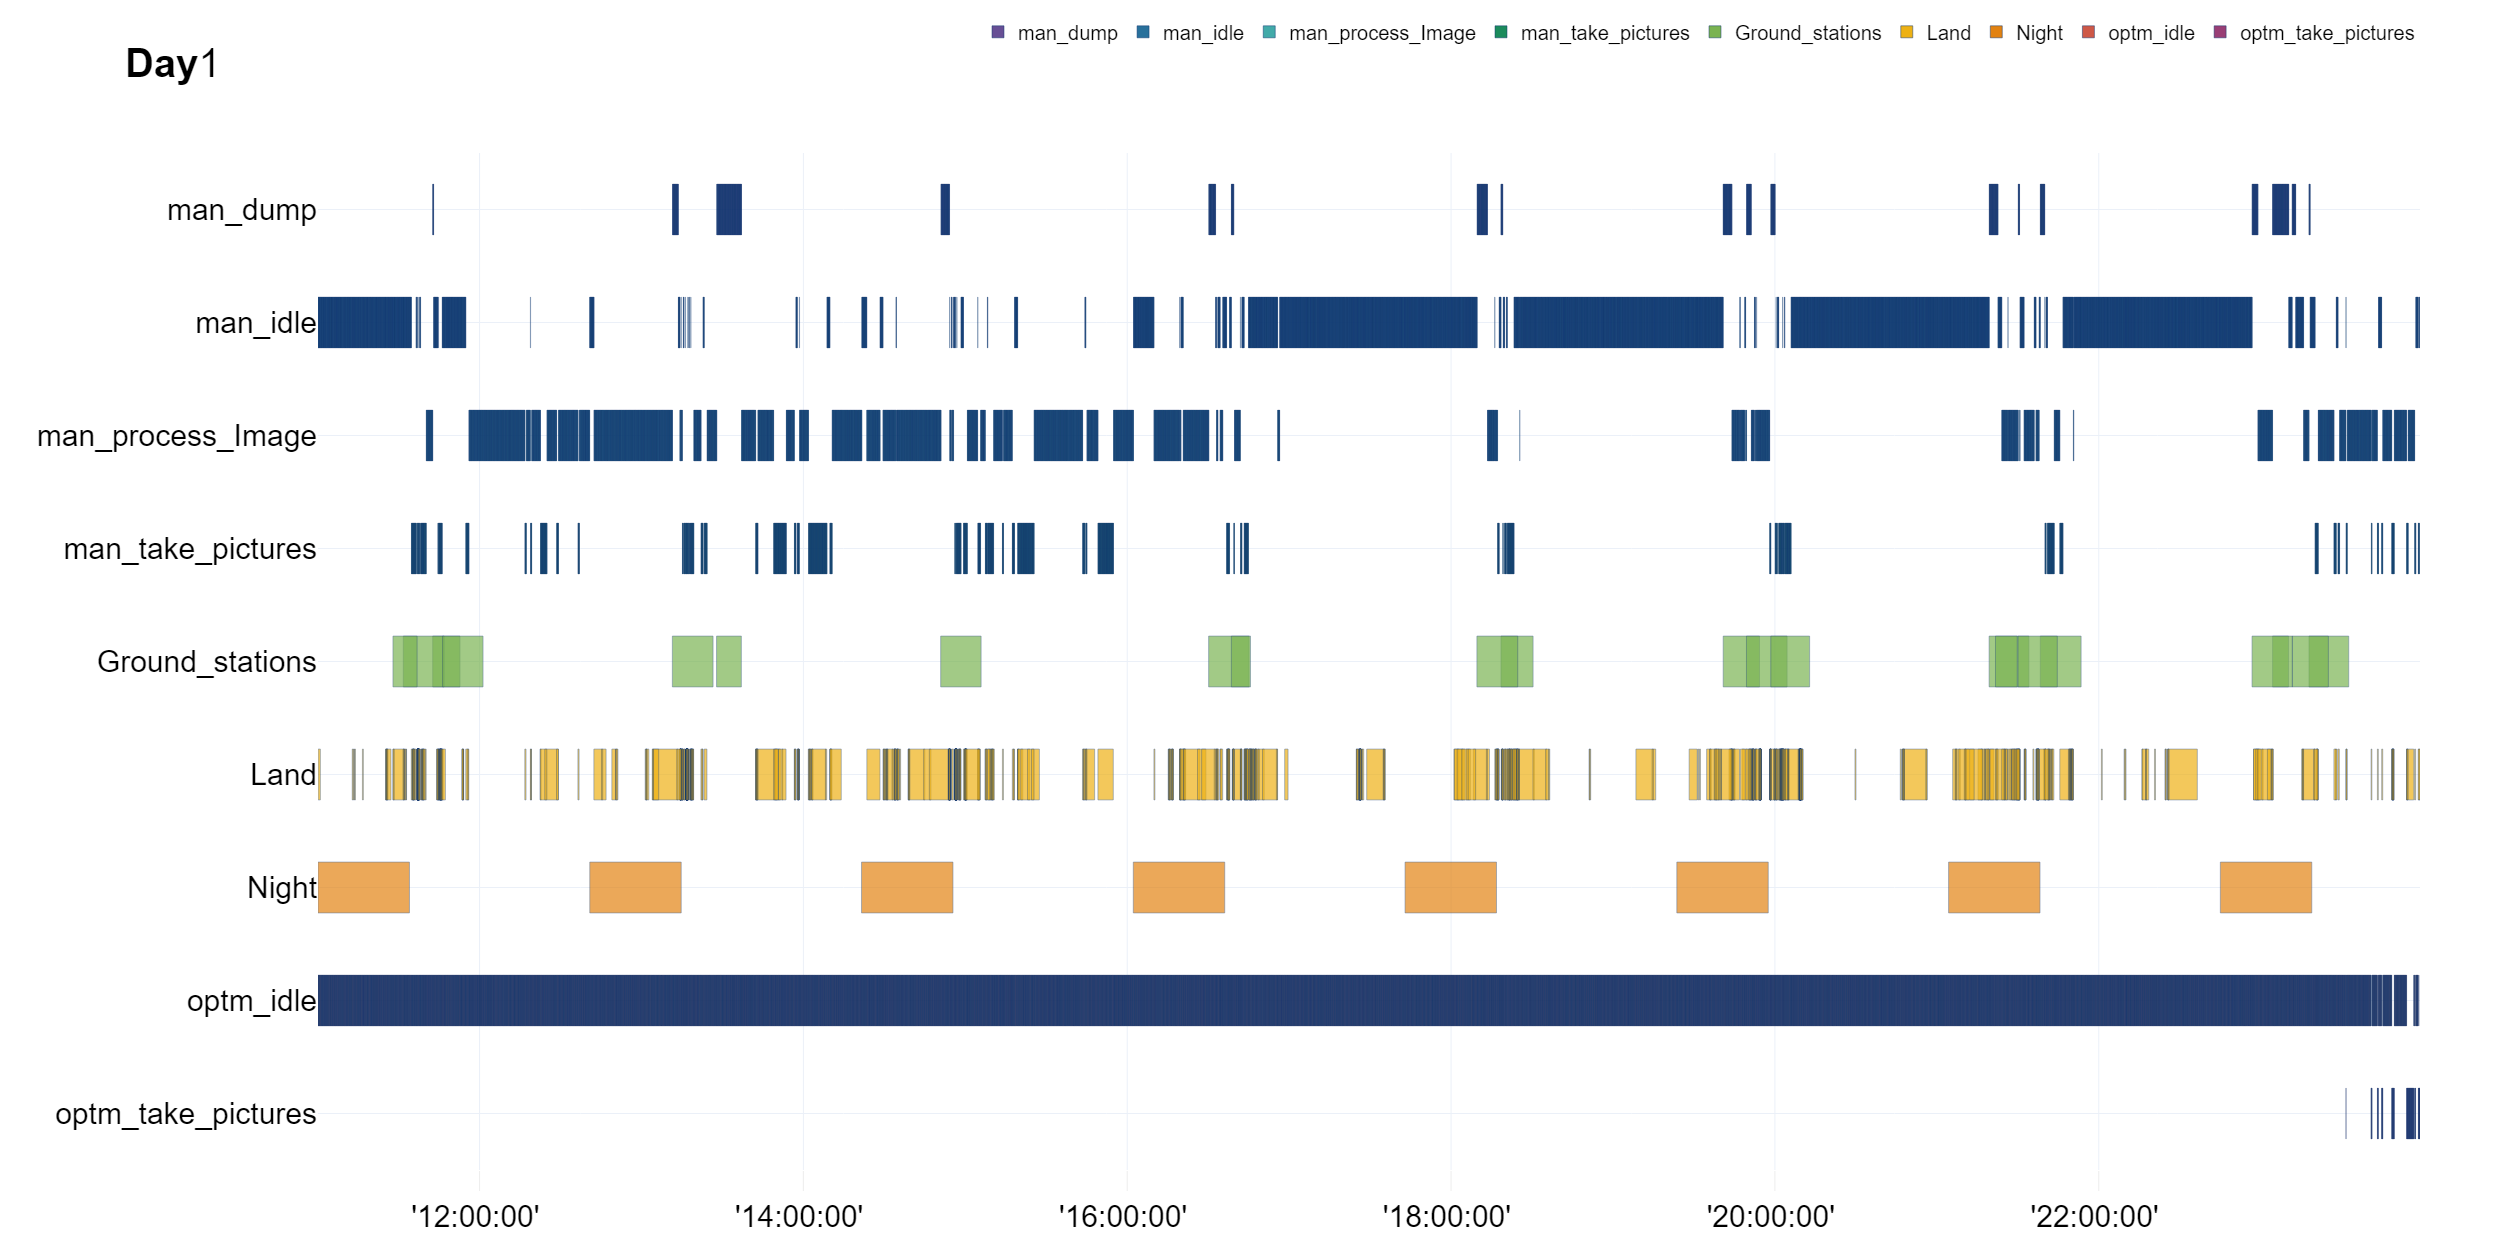 man_dump man_idle man_process_Image man_take_pictures Ground_stations Land Night optm_idle optm_take_pictures
Day1
man_dump
man_idle
man_process_Image
man_take_pictures
Ground_stations
Land
Night
optm_idle
optm_take_pictures
'12:00:00' '14:00:00' '16:00:00' '18:00:00' '20:00:00' '22:00:00'